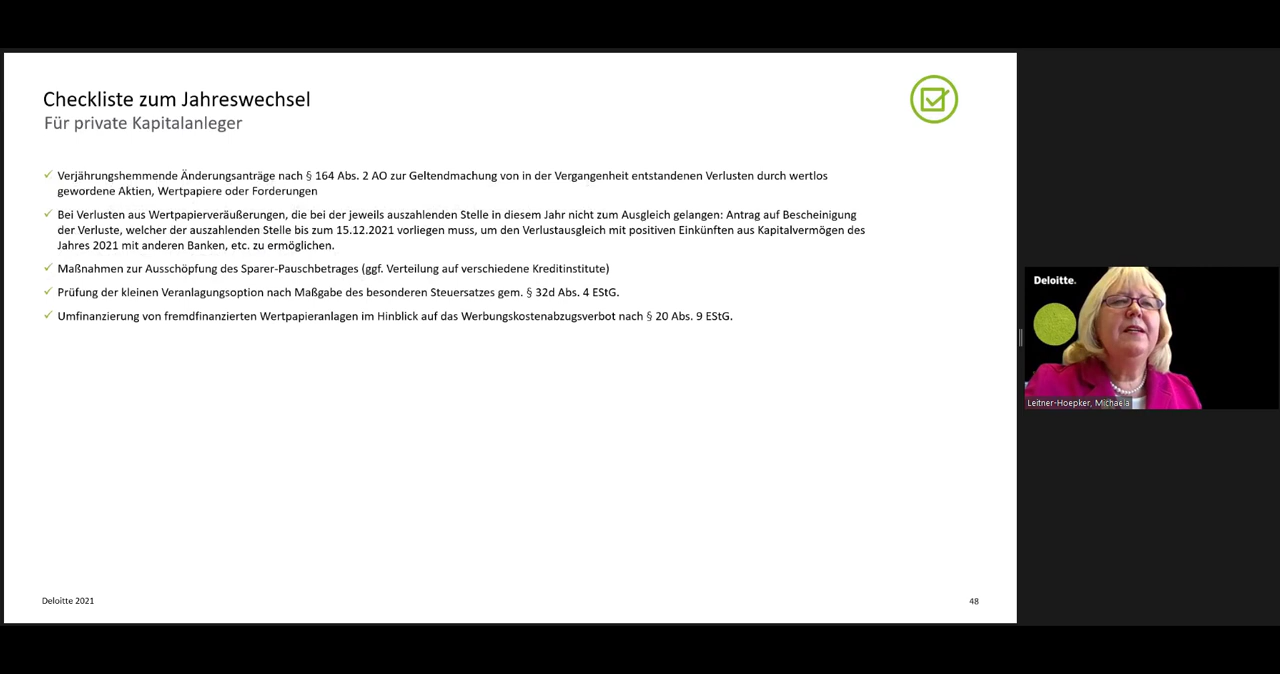 Checkliste zum Jahreswechsel
Für private Kapitalanleger
Verjährungshemmende Änderungsanträge nach § 164 Abs. 2 AO zur Geltendmachung von in der Vergangenheit entstandenen Verlusten durch wertlos
gewordene Aktien, Wertpapiere oder Forderungen
Bei Verlusten aus Wertpapierveräußerungen, die bei der jeweils auszahlenden Stelle in diesem Jahr nicht zum Ausgleich gelangen: Antrag auf Bescheinigung
der Verluste, welcher der auszahlenden Stelle bis zum 15.12.2021 vorliegen muss, um den Verlustausgleich mit positiven Einkünften aus Kapitalvermögen des
Jahres 2021 mit anderen Banken, etc. zu ermöglichen.
Maßnahmen zur Ausschöpfung des Sparer-Pauschbetrages (ggf. Verteilung auf verschiedene Kreditinstitute)
Prüfung der kleinen Veranlagungsoption nach Maßgabe des besonderen Steuersatzes gem. § 32d Abs. 4 EStG.
Umfinanzierung von fremdfinanzierten Wertpapieranlagen im Hinblick auf das Werbungskostenabzugsverbot nach § 20 Abs. 9 EStG.
Deloitte 2021
48
Deloitte.
Leitner-Hoepker, Michaela